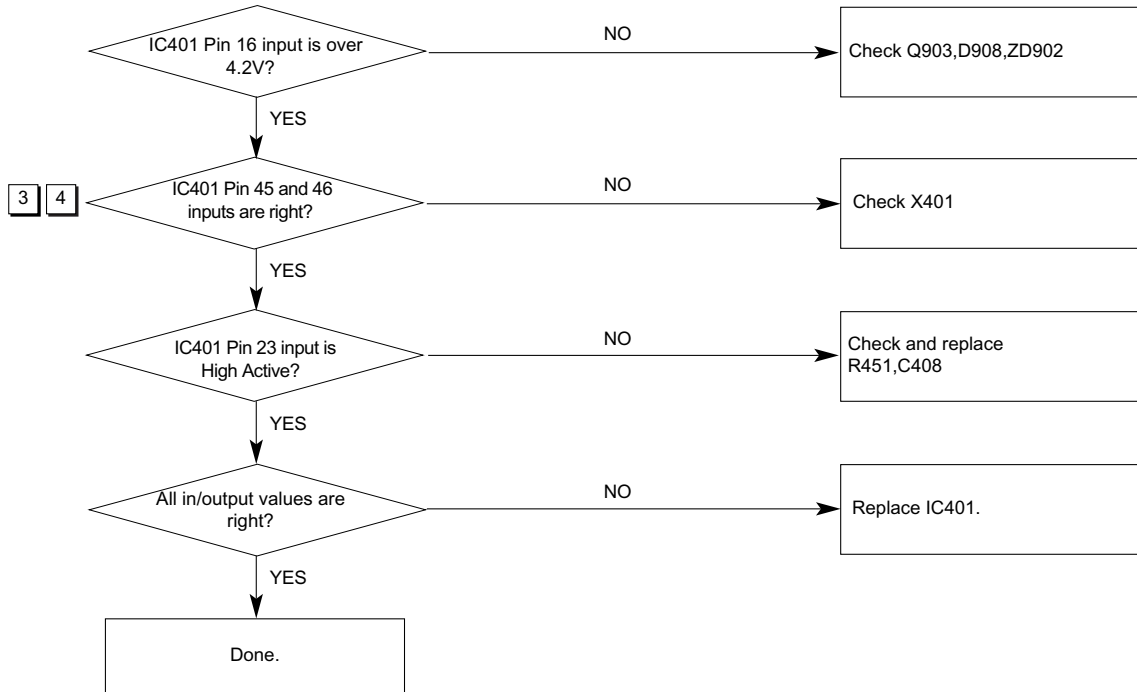 IC401 Pin 16 input is over
4.2V?
NO
Check Q903,D908,ZD902
YES
3 4
IC401 Pin 45 and 46
inputs are right?
NO
Check X401
YES
IC401 Pin 23 input is
High Active?
NO
Check and replace
R451,C408
YES
All in/output values are
right?
NO
Replace IC401.
YES
Done.